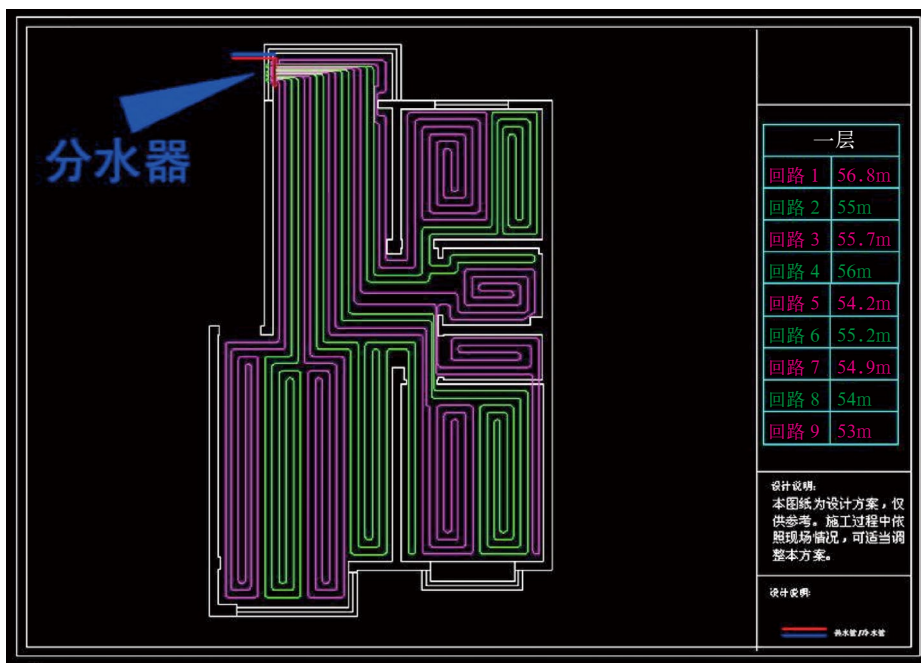 分水器
一层
回路 1 56.8m
回路 2 55m
回路 3 55.7m
回路 4 56m
回路 5 54.2m
回路 6 55.2m
回路 7 54.9m
回路 8 54m
回路 9 53m
设计说明:
本图纸为设计方案，仅
供参考。施工过程中依
照现场情况，可适当调
整本方案。
设计说明: